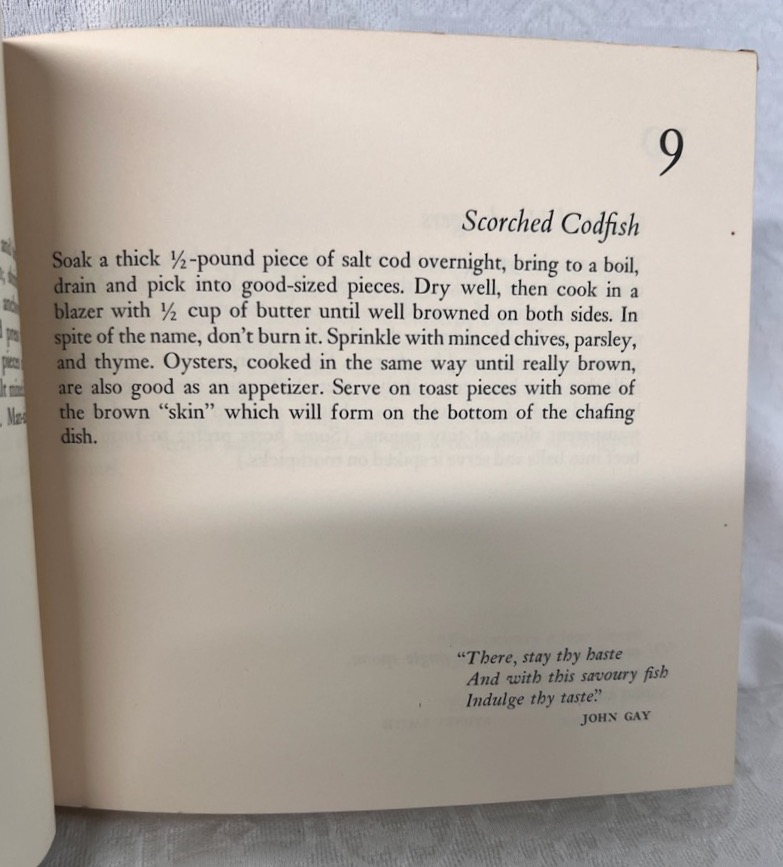 9
Scorched Codfish
Soak a thick ½-pound piece of salt cod overnight, bring to a boil,
drain and pick into good-sized pieces. Dry well, then cook in a
blazer with ½ cup of butter until well browned on both sides. In
spite of the name, don't burn it. Sprinkle with minced chives, parsley,
and thyme. Oysters, cooked in the same way until really brown,
are also good as an appetizer. Serve on toast pieces with some of
the brown “skin” which will form on the bottom of the chafing
dish.
“There, stay thy haste
And with this savoury fish
Indulge thy taste.”
JOHN GAY